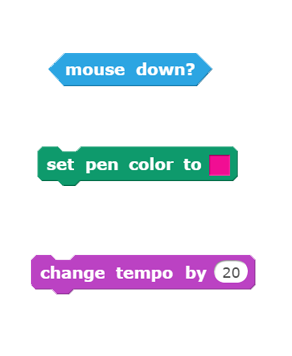 mouse down?
set pen color to
change tempo by 20